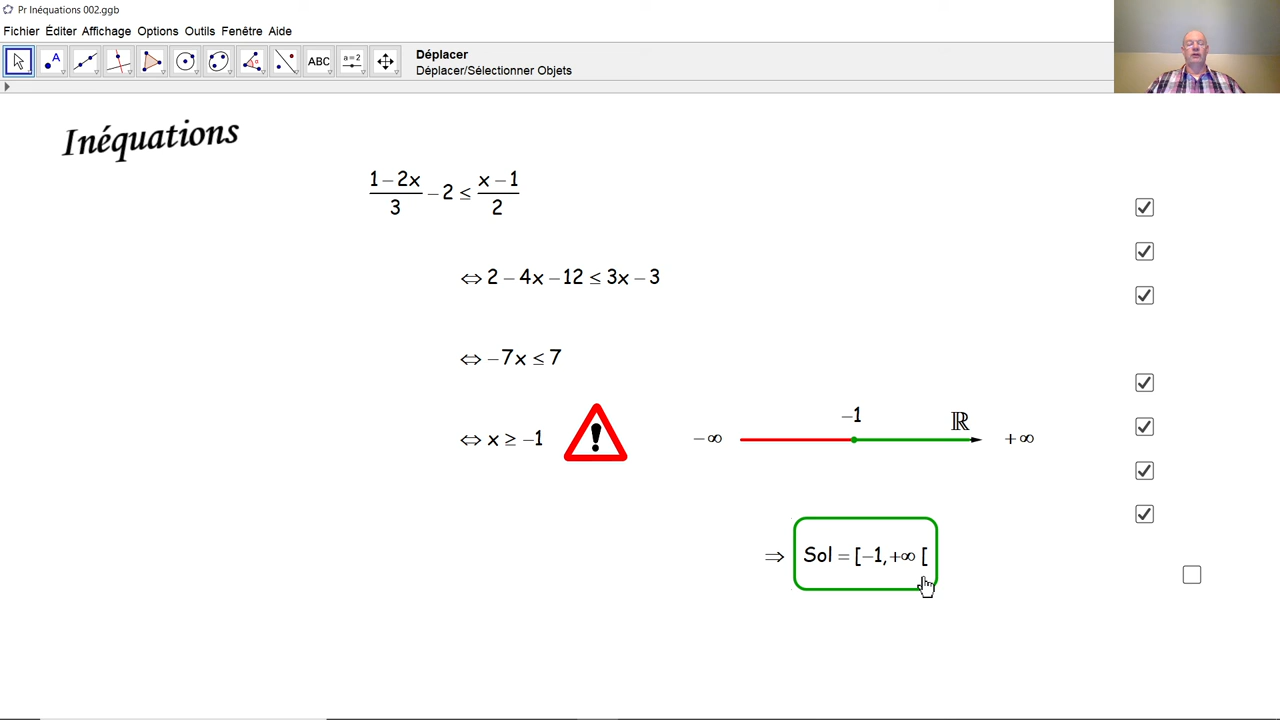 Pr Inéquations 002.ggb
Fichier Éditer Affichage Options Outils Fenêtre Aide
A
ABC
a=2
Déplacer
Déplacer/Sélectionner Objets
Inéquations
(1−2x)/3 − 2 ≤ (x−1)/2
⇔ 2 − 4x − 12 ≤ 3x − 3
⇔ −7x ≤ 7
⇔ x ≥ −1
!
−1
ℝ
−∞
+∞
⇒ Sol = [−1,+∞ [